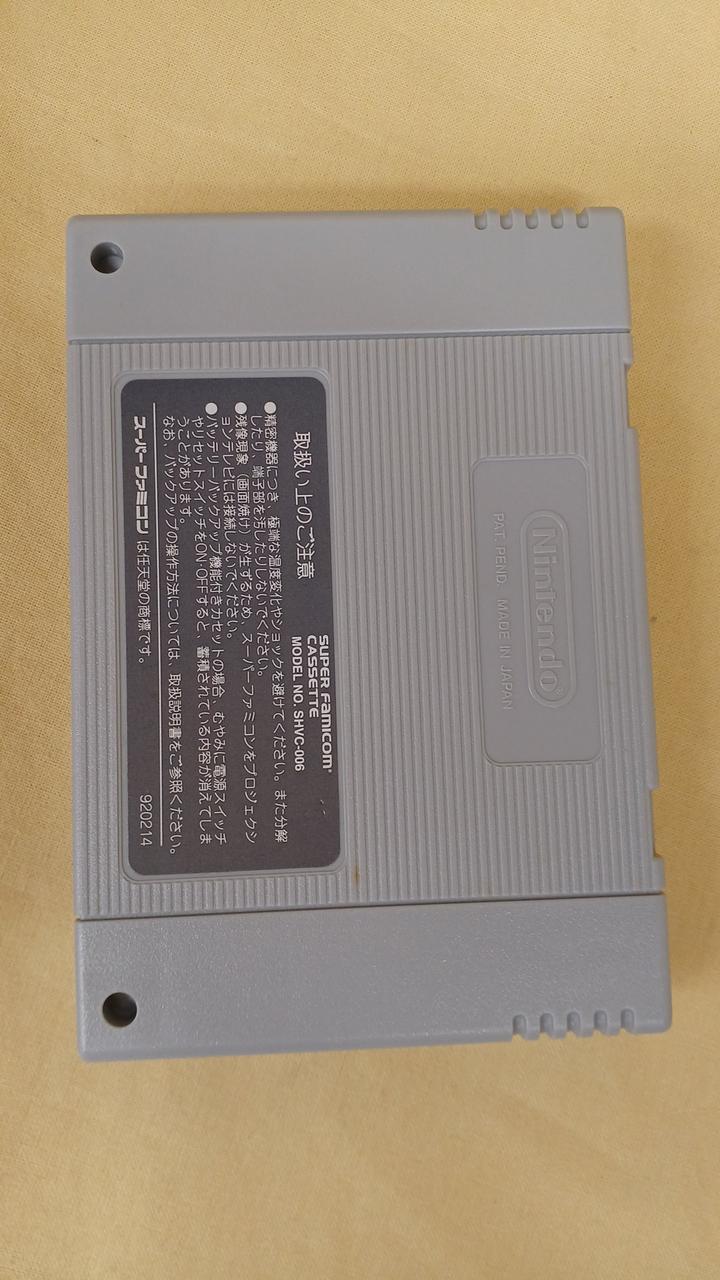 Nintendo®
PAT. PEND. MADE IN JAPAN
SUPER Famicom®
CASSETTE
MODEL NO. SHVC-006
取扱い上のご注意
●精密機器につき、極端な温度変化やショックを避けてください。また分解
したり、端子部を汚したりしないでください。
●残像現象（画面焼け）が生ずるため、スーパーファミコンをプロジェクシ
ョンテレビには接続しないでください。
●バッテリーバックアップ機能付きカセットの場合、むやみに電源スイッチ
やリセットスイッチをON·OFFすると、蓄積されている内容が消えてしま
うことがあります。
なお、バックアップの操作方法については、取扱説明書をご参照ください。
スーパーファミコン は任天堂の商標です。
920214